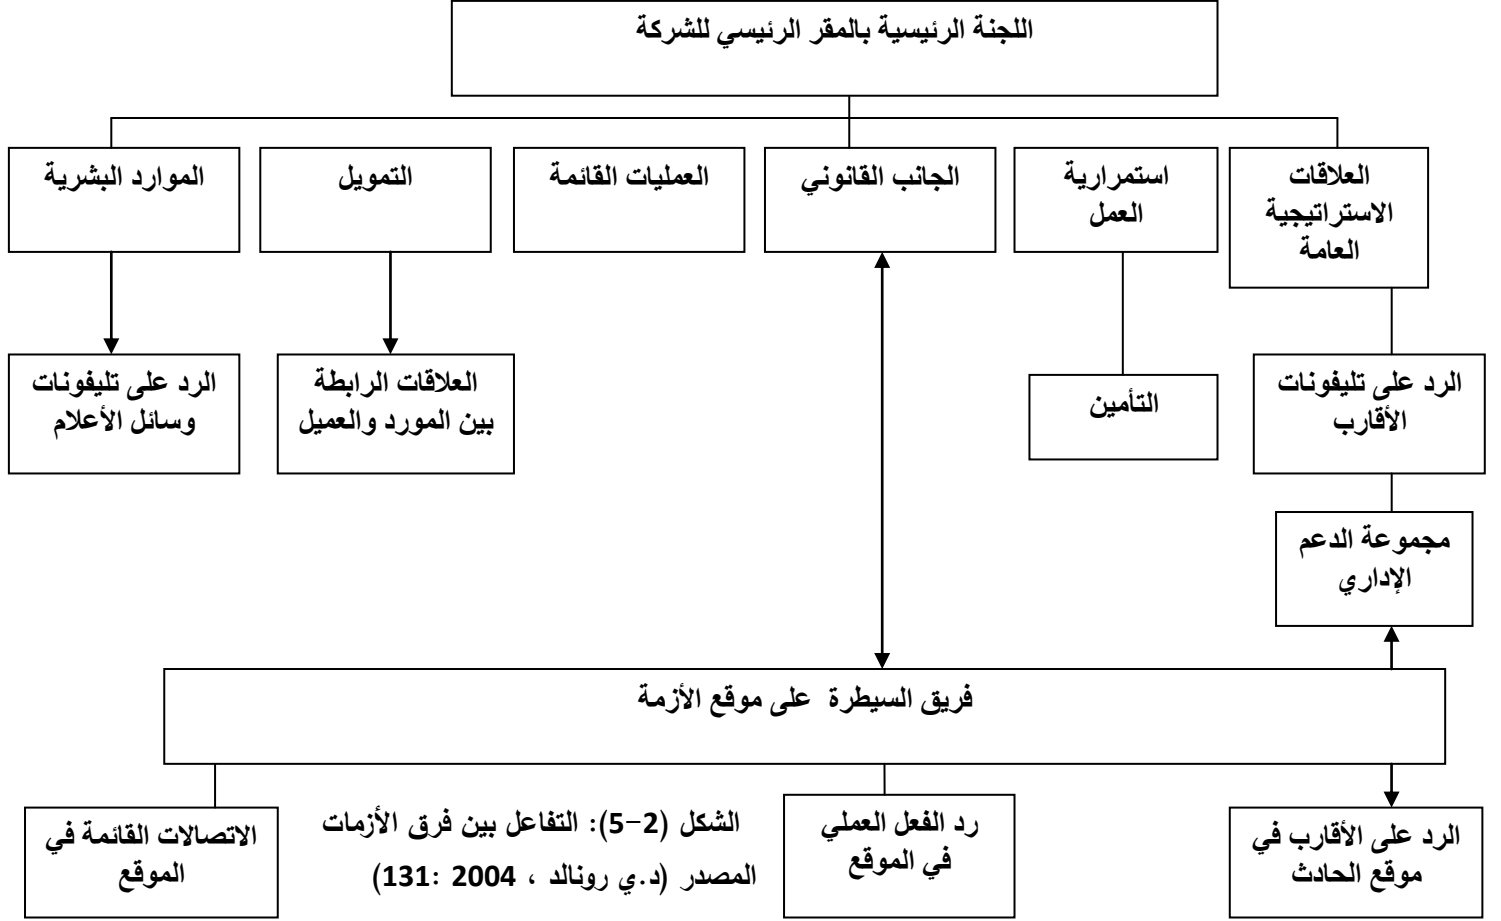 اللجنة الرئيسية بالمقر الرئيسي للشركة
العلاقات
الاستراتيجية
العامة
استمرارية
العمل
الجانب القانوني
العمليات القائمة
التمويل
الموارد البشرية
الرد على تليفونات
الأقارب
التأمين
العلاقات الرابطة
بين المورد والعميل
الرد على تليفونات
وسائل الأعلام
مجموعة الدعم
الإداري
فريق السيطرة على موقع الأزمة
الرد على الأقارب في
موقع الحادث
رد الفعل العملي
في الموقع
الشكل (2-5): التفاعل بين فرق الأزمات
المصدر (د.ي رونالد ، 2004 :131)
الاتصالات القائمة في
الموقع